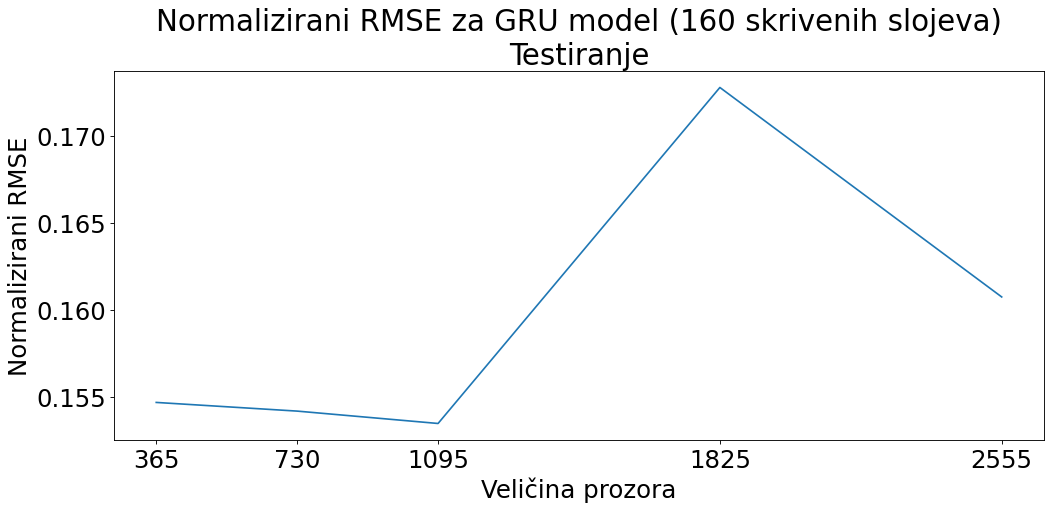 Normalizirani RMSE za GRU model (160 skrivenih slojeva)
Testiranje
Normalizirani RMSE
0.170
0.165
0.160
0.155
365 730 1095 1825 2555
Veličina prozora